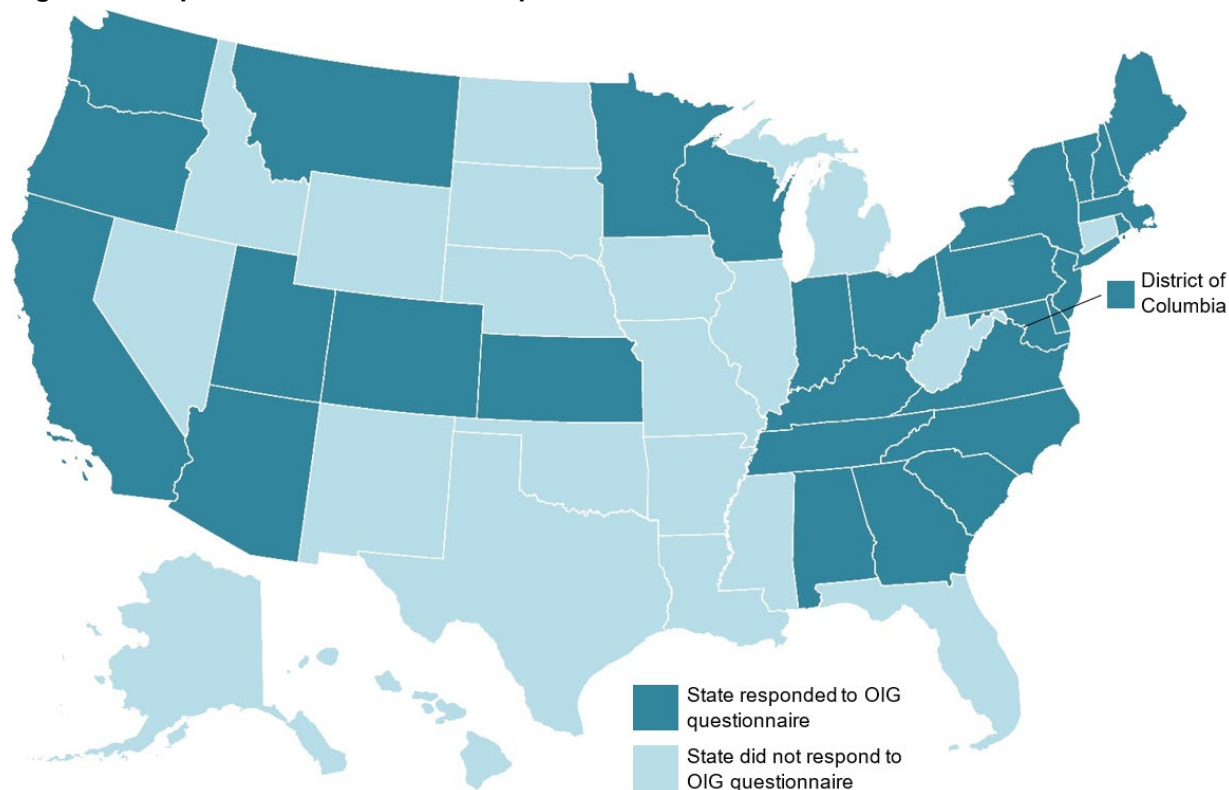 District of
Columbia
State responded to OIG
questionnaire
State did not respond to
OIG questionnaire